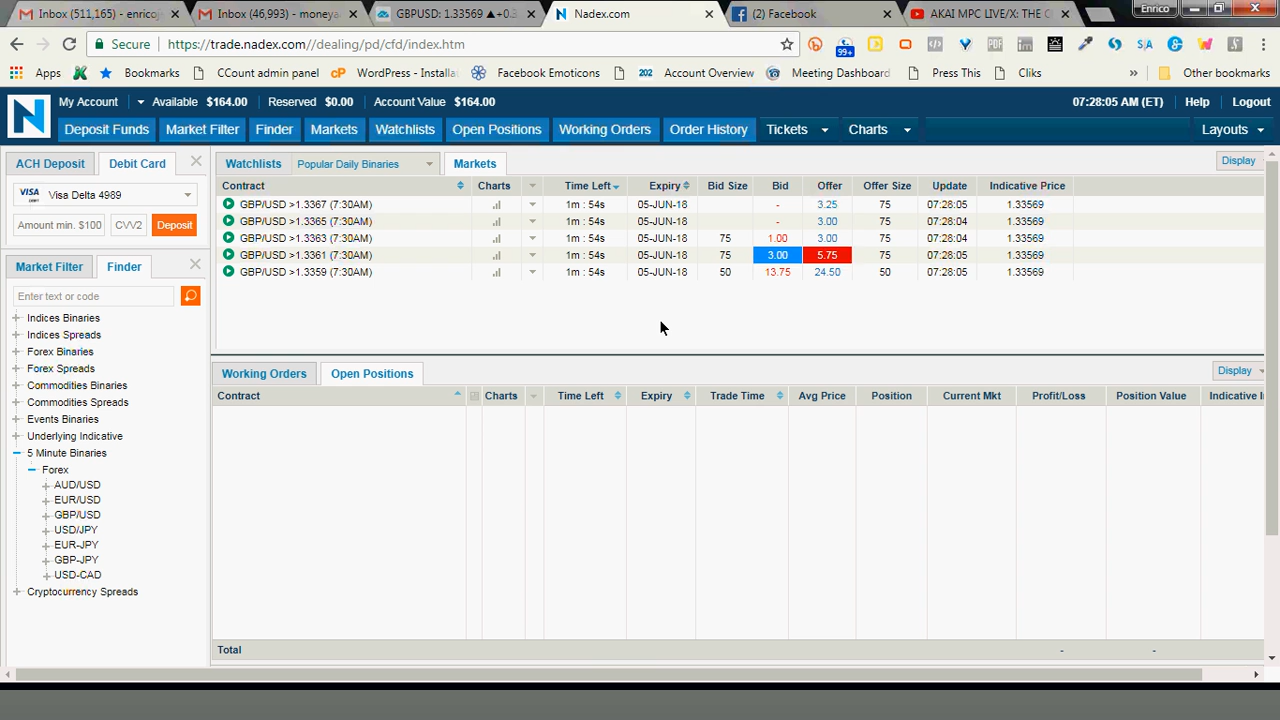 Inbox (511,165) - enricoj
Inbox (46,993) - moneya
GBPUSD: 1.33569 ▲+0.3
Nadex.com
(2) Facebook
AKAI MPC LIVE/X: THE C
Enrico
Secure https://trade.nadex.com//dealing/pd/cfd/index.htm
99+
PDF
Apps Bookmarks CCount admin panel cP WordPress - Installa Facebook Emoticons 202 Account Overview Meeting Dashboard Press This Cliks » Other bookmarks
My Account Available $164.00 Reserved $0.00 Account Value $164.00 07:28:05 AM (ET) Help Logout
Deposit Funds Market Filter Finder Markets Watchlists Open Positions Working Orders Order History Tickets Charts Layouts
ACH Deposit Debit Card
VISA DEBIT Visa Delta 4989
Amount min. $100 CVV2 Deposit
Market Filter Finder
Enter text or code
Indices Binaries
Indices Spreads
Forex Binaries
Forex Spreads
Commodities Binaries
Commodities Spreads
Events Binaries
Underlying Indicative
5 Minute Binaries
Forex
AUD/USD
EUR/USD
GBP/USD
USD/JPY
EUR-JPY
GBP-JPY
USD-CAD
Cryptocurrency Spreads
Watchlists Popular Daily Binaries Markets Display
Contract Charts Time Left Expiry Bid Size Bid Offer Offer Size Update Indicative Price
GBP/USD >1.3367 (7:30AM) 1m : 54s 05-JUN-18 - 3.25 75 07:28:05 1.33569
GBP/USD >1.3365 (7:30AM) 1m : 54s 05-JUN-18 - 3.00 75 07:28:04 1.33569
GBP/USD >1.3363 (7:30AM) 1m : 54s 05-JUN-18 75 1.00 3.00 75 07:28:04 1.33569
GBP/USD >1.3361 (7:30AM) 1m : 54s 05-JUN-18 75 3.00 5.75 75 07:28:05 1.33569
GBP/USD >1.3359 (7:30AM) 1m : 54s 05-JUN-18 50 13.75 24.50 50 07:28:05 1.33569
Working Orders Open Positions Display
Contract Charts Time Left Expiry Trade Time Avg Price Position Current Mkt Profit/Loss Position Value Indicative I
Total - -